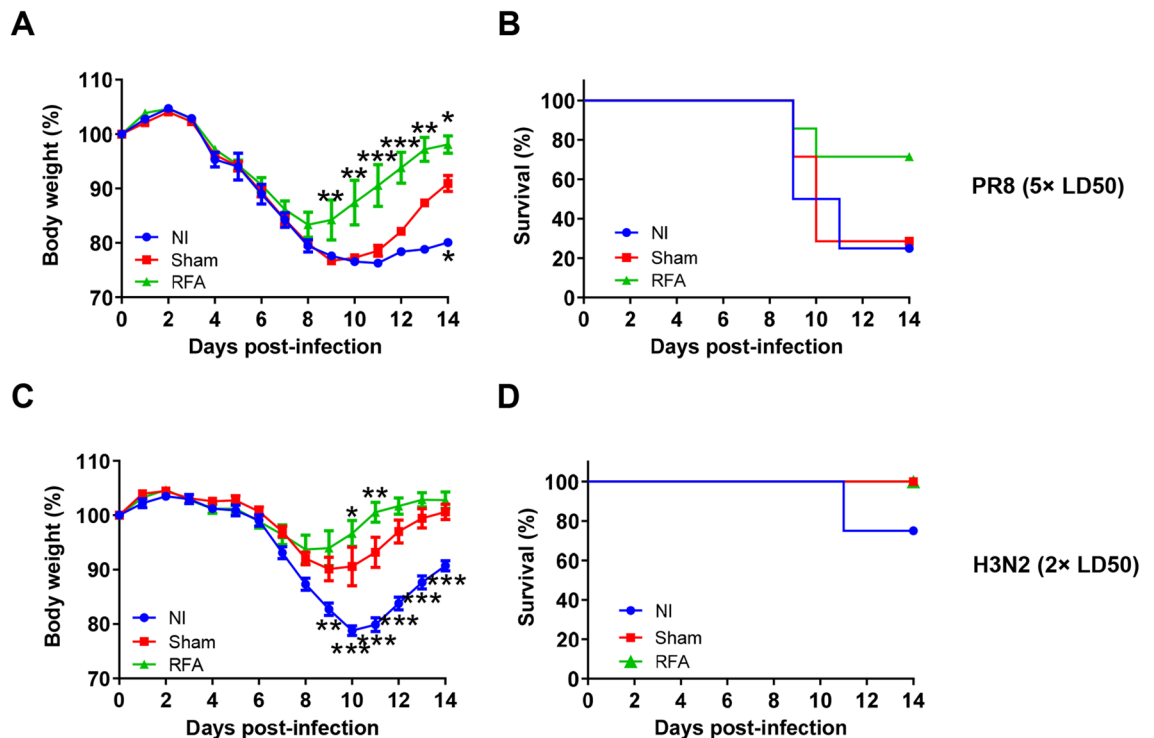 A
B
110
100
90
80
70
Body weight (%)
** ** *** *** ** *
*
NI
Sham
RFA
0 2 4 6 8 10 12 14
Days post-infection
100
80
60
40
20
0
Survival (%)
NI
Sham
RFA
0 2 4 6 8 10 12 14
Days post-infection
PR8 (5× LD50)
C
D
110
100
90
80
70
Body weight (%)
* **
** *** *** *** *** ***
NI
Sham
RFA
0 2 4 6 8 10 12 14
Days post-infection
100
80
60
40
20
0
Survival (%)
NI
Sham
RFA
0 2 4 6 8 10 12 14
Days post-infection
H3N2 (2× LD50)